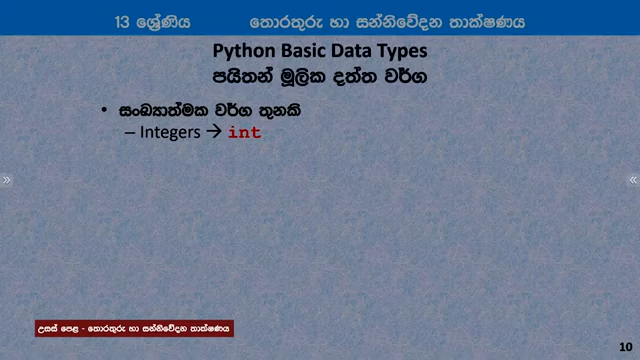 13 ශ්‍රේණිය තොරතුරු හා සන්නිවේදන තාක්ෂණය
Python Basic Data Types
පයිතන් මූලික දත්ත වර්ග
• සංඛ්‍යාත්මක වර්ග තුනකි
– Integers → int
උසස් පෙළ - තොරතුරු හා සන්නිවේදන තාක්ෂණය
10